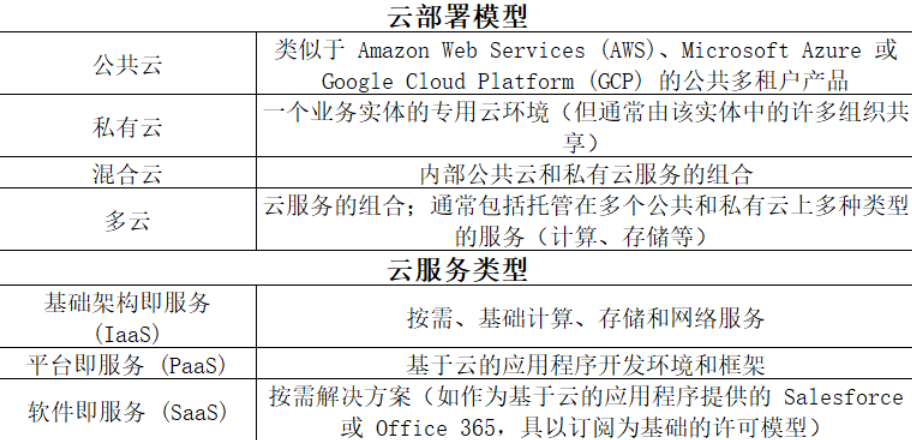 云部署模型
公共云
类似于 Amazon Web Services (AWS)、Microsoft Azure 或
Google Cloud Platform (GCP) 的公共多租户产品
私有云
一个业务实体的专用云环境（但通常由该实体中的许多组织共
享）
混合云
内部公共云和私有云服务的组合
多云
云服务的组合；通常包括托管在多个公共和私有云上多种类型
的服务（计算、存储等）
云服务类型
基础架构即服务
(IaaS)
按需、基础计算、存储和网络服务
平台即服务 (PaaS)
基于云的应用程序开发环境和框架
软件即服务 (SaaS)
按需解决方案（如作为基于云的应用程序提供的 Salesforce
或 Office 365，具以订阅为基础的许可模型）